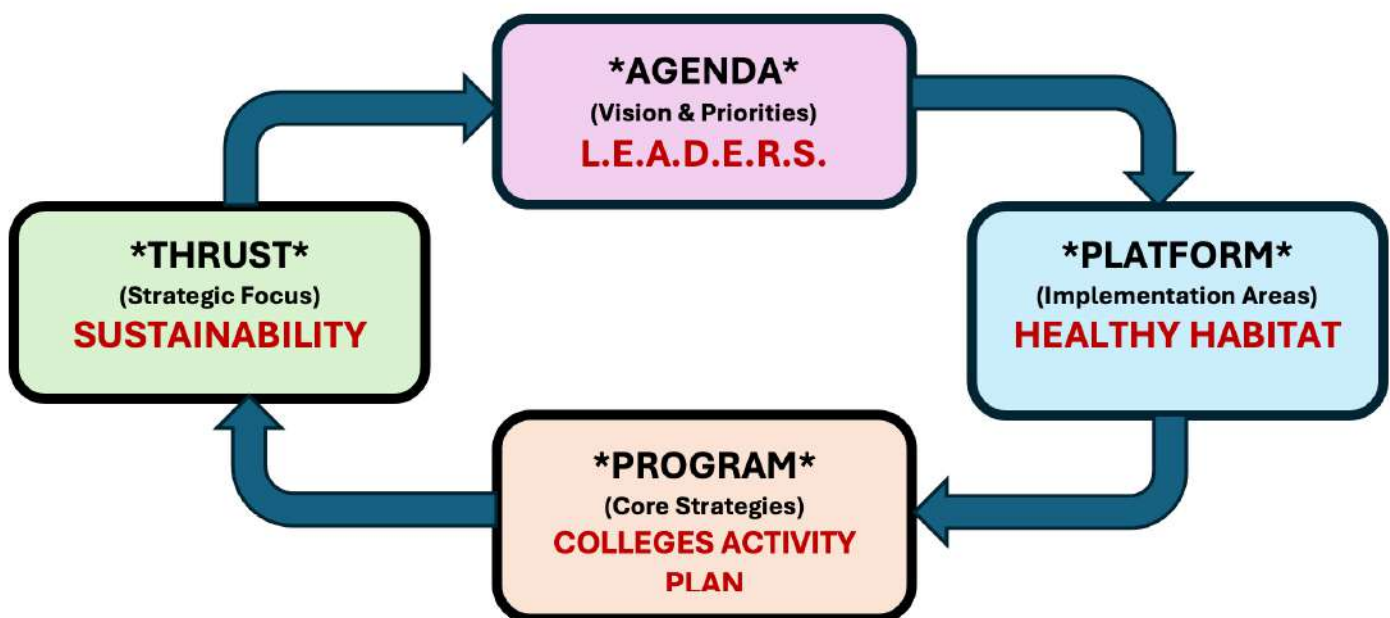 *AGENDA*
(Vision & Priorities)
L.E.A.D.E.R.S.
*THRUST*
(Strategic Focus)
SUSTAINABILITY
*PLATFORM*
(Implementation Areas)
HEALTHY HABITAT
*PROGRAM*
(Core Strategies)
COLLEGES ACTIVITY
PLAN